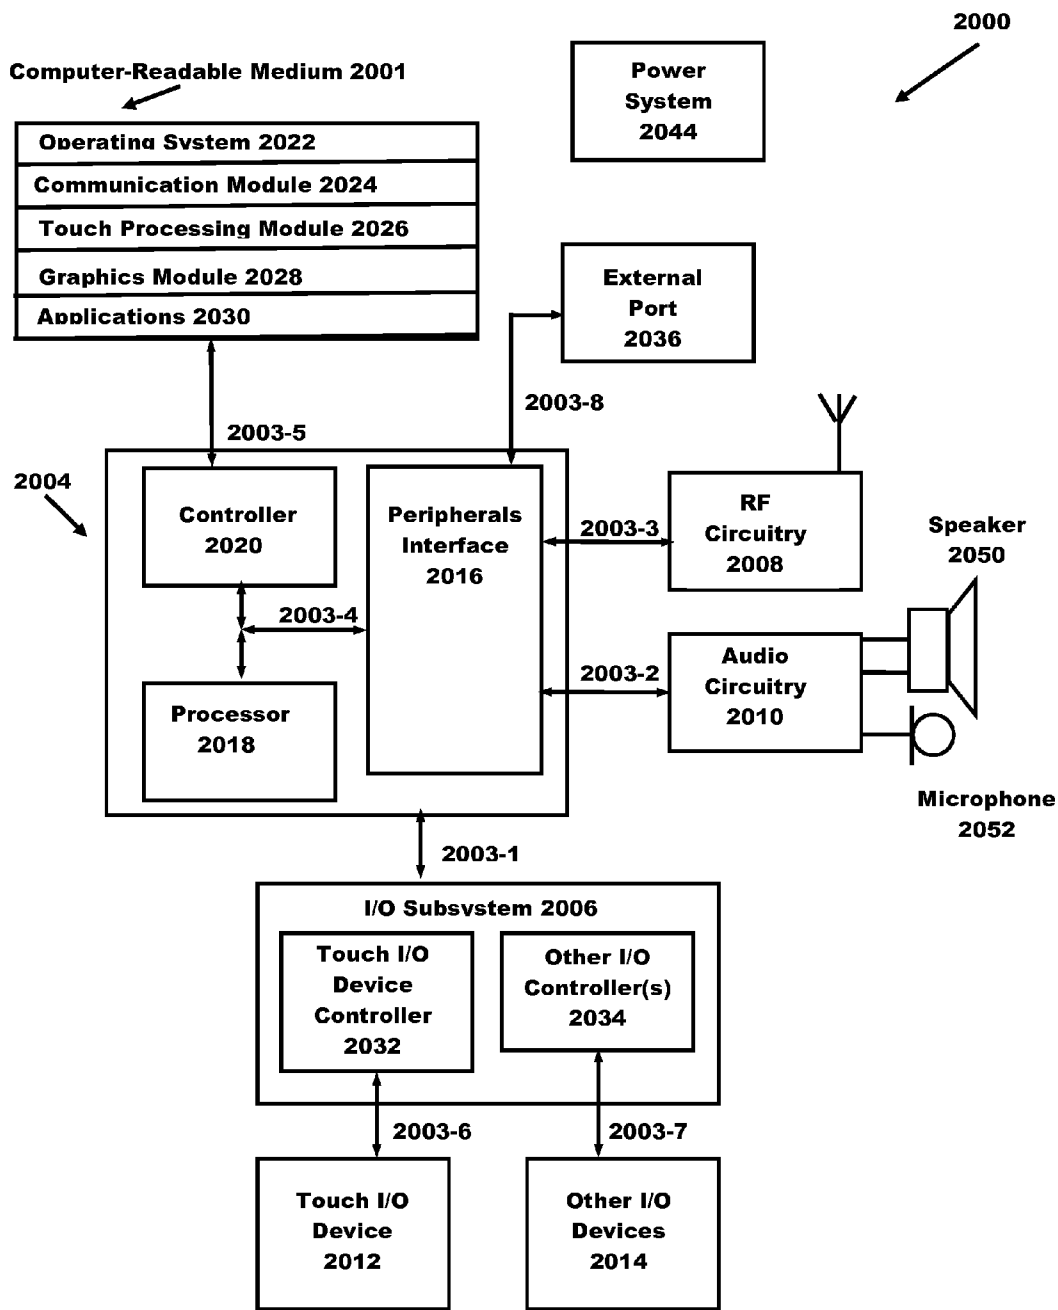 2000
Computer-Readable Medium 2001
Operating System 2022
Communication Module 2024
Touch Processing Module 2026
Graphics Module 2028
Applications 2030
Power
System
2044
External
Port
2036
2003-8
2003-5
2004
Controller
2020
Peripherals
Interface
2016
2003-4
Processor
2018
2003-3
RF
Circuitry
2008
Speaker
2050
2003-2
Audio
Circuitry
2010
Microphone
2052
2003-1
I/O Subsystem 2006
Touch I/O
Device
Controller
2032
Other I/O
Controller(s)
2034
2003-6
2003-7
Touch I/O
Device
2012
Other I/O
Devices
2014